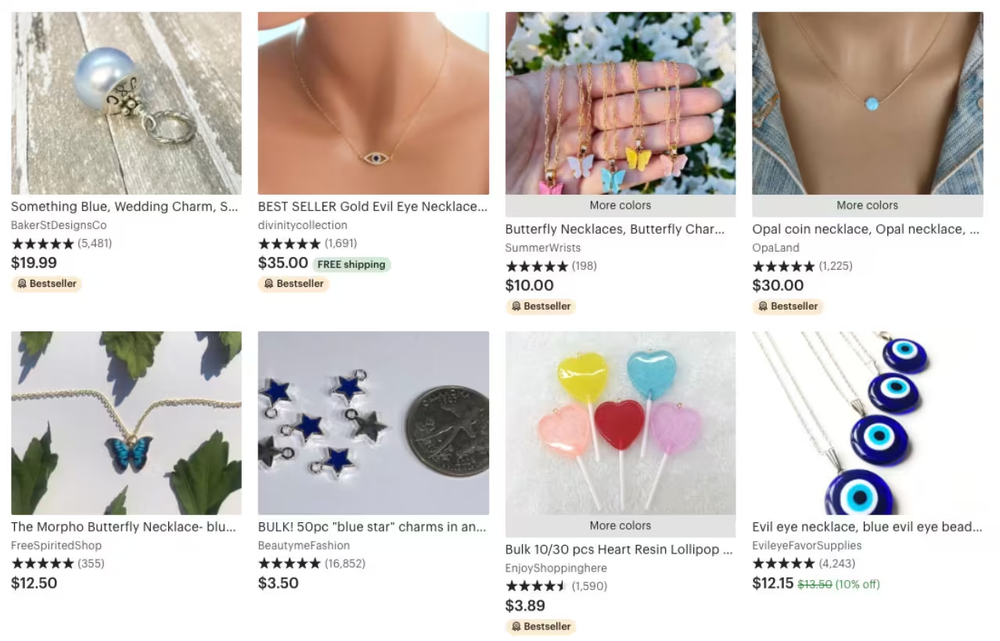 More colors
More colors
Something Blue, Wedding Charm, S...
BakerStDesignsCo
(5,481)
$19.99
Bestseller
BEST SELLER Gold Evil Eye Necklace...
divinitycollection
(1,691)
$35.00 FREE shipping
Bestseller
Butterfly Necklaces, Butterfly Char...
SummerWrists
(198)
$10.00
Bestseller
Opal coin necklace, Opal necklace, ...
OpaLand
(1,225)
$30.00
Bestseller
The Morpho Butterfly Necklace- blu...
FreeSpiritedShop
(355)
$12.50
BULK! 50pc "blue star" charms in an...
BeautymeFashion
(16,852)
$3.50
More colors
Bulk 10/30 pcs Heart Resin Lollipop ...
EnjoyShoppinghere
(1,590)
$3.89
Bestseller
Evil eye necklace, blue evil eye bead...
EvileyeFavorSupplies
(4,243)
$12.15 $13.50 (10% off)